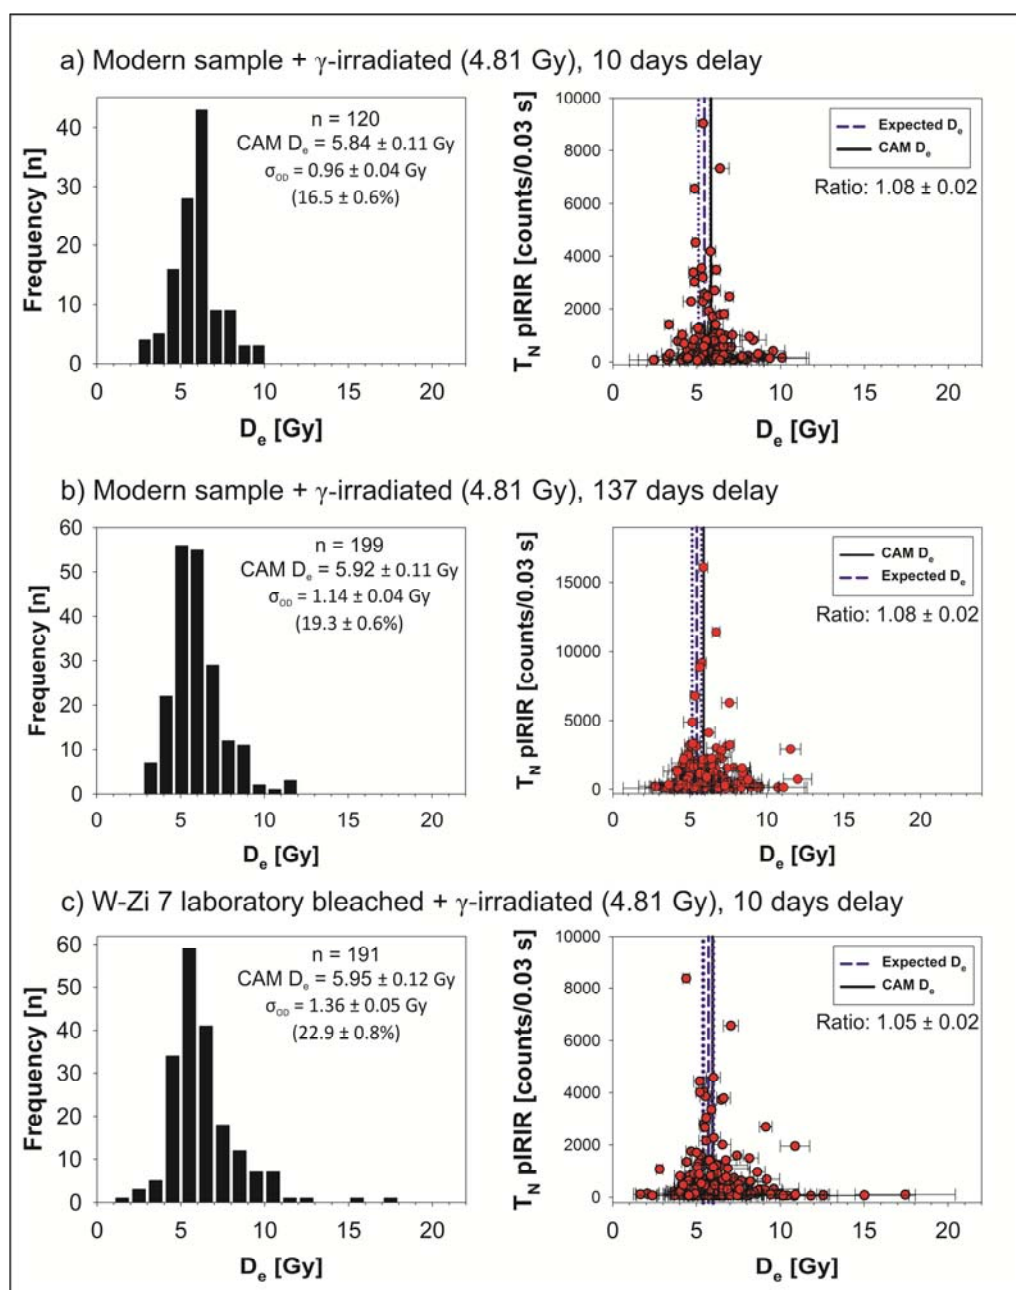 a) Modern sample + γ-irradiated (4.81 Gy), 10 days delay
n = 120
CAM De = 5.84 ± 0.11 Gy
σOD = 0.96 ± 0.04 Gy
(16.5 ± 0.6%)
Frequency [n]
40
30
20
10
0
0 5 10 15 20
De [Gy]
TN pIRIR [counts/0.03 s]
10000
8000
6000
4000
2000
0
Expected De
CAM De
Ratio: 1.08 ± 0.02
0 5 10 15 20
De [Gy]
b) Modern sample + γ-irradiated (4.81 Gy), 137 days delay
n = 199
CAM De = 5.92 ± 0.11 Gy
σOD = 1.14 ± 0.04 Gy
(19.3 ± 0.6%)
Frequency [n]
60
50
40
30
20
10
0
0 5 10 15 20
De [Gy]
TN pIRIR [counts/0.03 s]
15000
10000
5000
0
CAM De
Expected De
Ratio: 1.08 ± 0.02
0 5 10 15 20
De [Gy]
c) W-Zi 7 laboratory bleached + γ-irradiated (4.81 Gy), 10 days delay
n = 191
CAM De = 5.95 ± 0.12 Gy
σOD = 1.36 ± 0.05 Gy
(22.9 ± 0.8%)
Frequency [n]
60
50
40
30
20
10
0
0 5 10 15 20
De [Gy]
TN pIRIR [counts/0.03 s]
10000
8000
6000
4000
2000
0
Expected De
CAM De
Ratio: 1.05 ± 0.02
0 5 10 15 20
De [Gy]